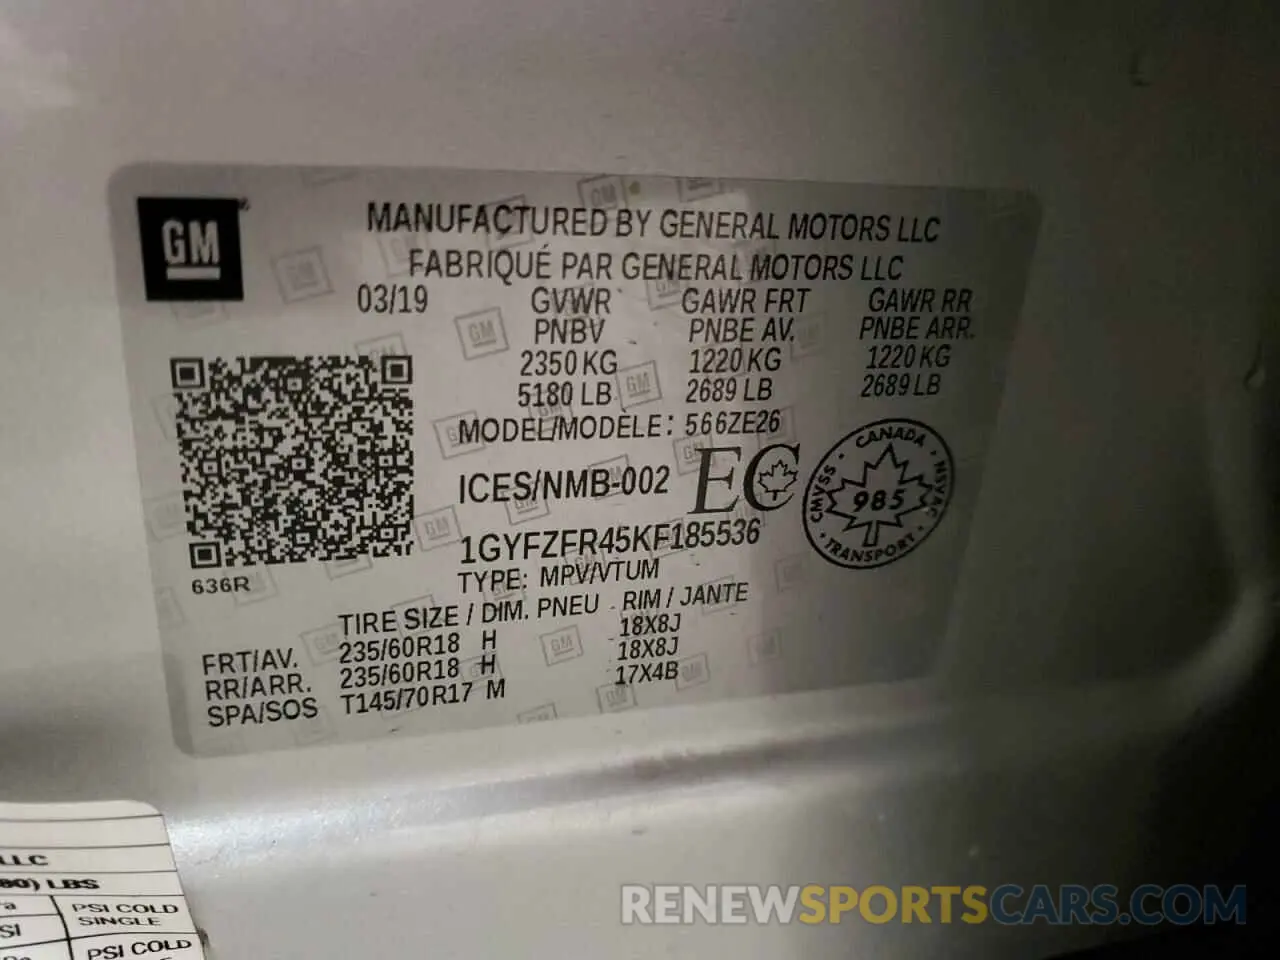 GM
MANUFACTURED BY GENERAL MOTORS LLC
FABRIQUÉ PAR GENERAL MOTORS LLC
03/19 GVWR GAWR FRT GAWR RR
PNBV PNBE AV. PNBE ARR.
2350 KG 1220 KG 1220 KG
5180 LB 2689 LB 2689 LB
MODEL/MODÈLE: 566ZE26
ICES/NMB-002 EC
CANADA
CMVSS 985 NSVAC
TRANSPORT
1GYFZFR45KF185536
636R
TYPE: MPV/VTUM
TIRE SIZE / DIM. PNEU RIM / JANTE
FRT/AV. 235/60R18 H 18X8J
RR/ARR. 235/60R18 H 18X8J
SPA/SOS T145/70R17 M 17X4B
LLC
LBS
PSI COLD
SINGLE
PSI COLD
RENEWSPORTSCARS.COM